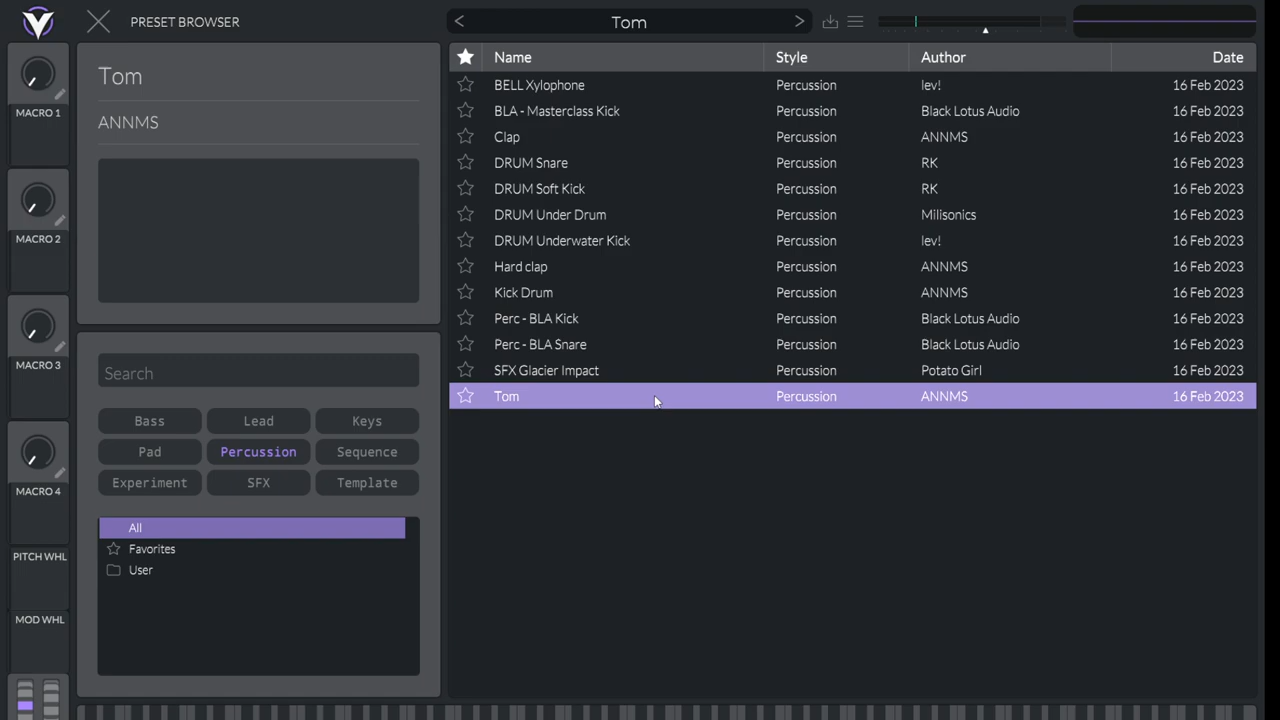 PRESET BROWSER
Tom
MACRO 1
MACRO 2
MACRO 3
MACRO 4
PITCH WHL
MOD WHL
Tom
ANNMS
Search
Bass Lead Keys
Pad Percussion Sequence
Experiment SFX Template
All
Favorites
User
Name Style Author Date
BELL Xylophone Percussion lev! 16 Feb 2023
BLA - Masterclass Kick Percussion Black Lotus Audio 16 Feb 2023
Clap Percussion ANNMS 16 Feb 2023
DRUM Snare Percussion RK 16 Feb 2023
DRUM Soft Kick Percussion RK 16 Feb 2023
DRUM Under Drum Percussion Milisonics 16 Feb 2023
DRUM Underwater Kick Percussion lev! 16 Feb 2023
Hard clap Percussion ANNMS 16 Feb 2023
Kick Drum Percussion ANNMS 16 Feb 2023
Perc - BLA Kick Percussion Black Lotus Audio 16 Feb 2023
Perc - BLA Snare Percussion Black Lotus Audio 16 Feb 2023
SFX Glacier Impact Percussion Potato Girl 16 Feb 2023
Tom Percussion ANNMS 16 Feb 2023